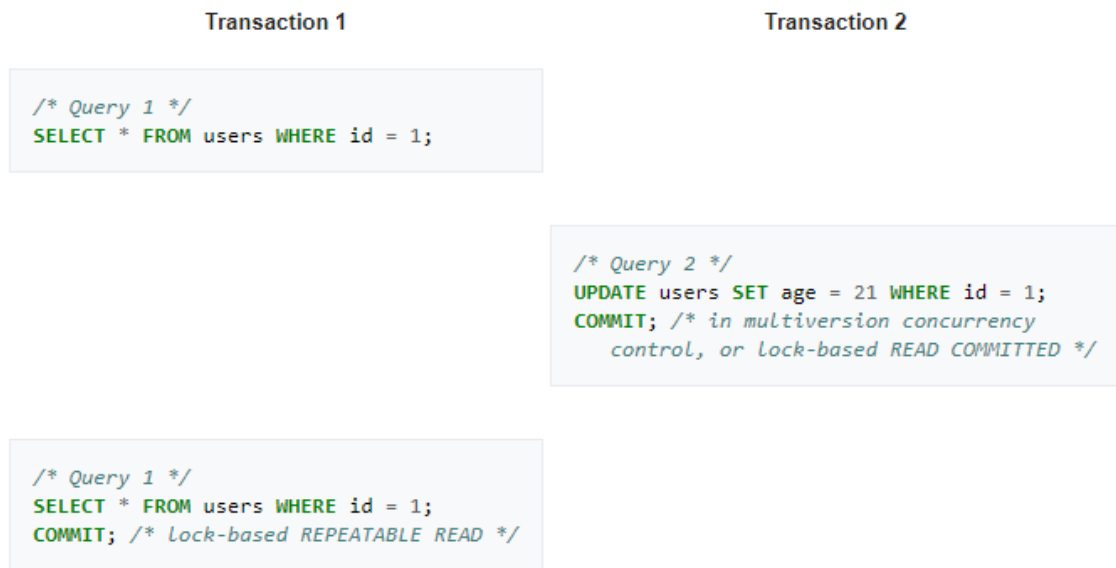 Transaction 1
Transaction 2
/* Query 1 */
SELECT * FROM users WHERE id = 1;
/* Query 2 */
UPDATE users SET age = 21 WHERE id = 1;
COMMIT; /* in multiversion concurrency
control, or lock-based READ COMMITTED */
/* Query 1 */
SELECT * FROM users WHERE id = 1;
COMMIT; /* lock-based REPEATABLE READ */